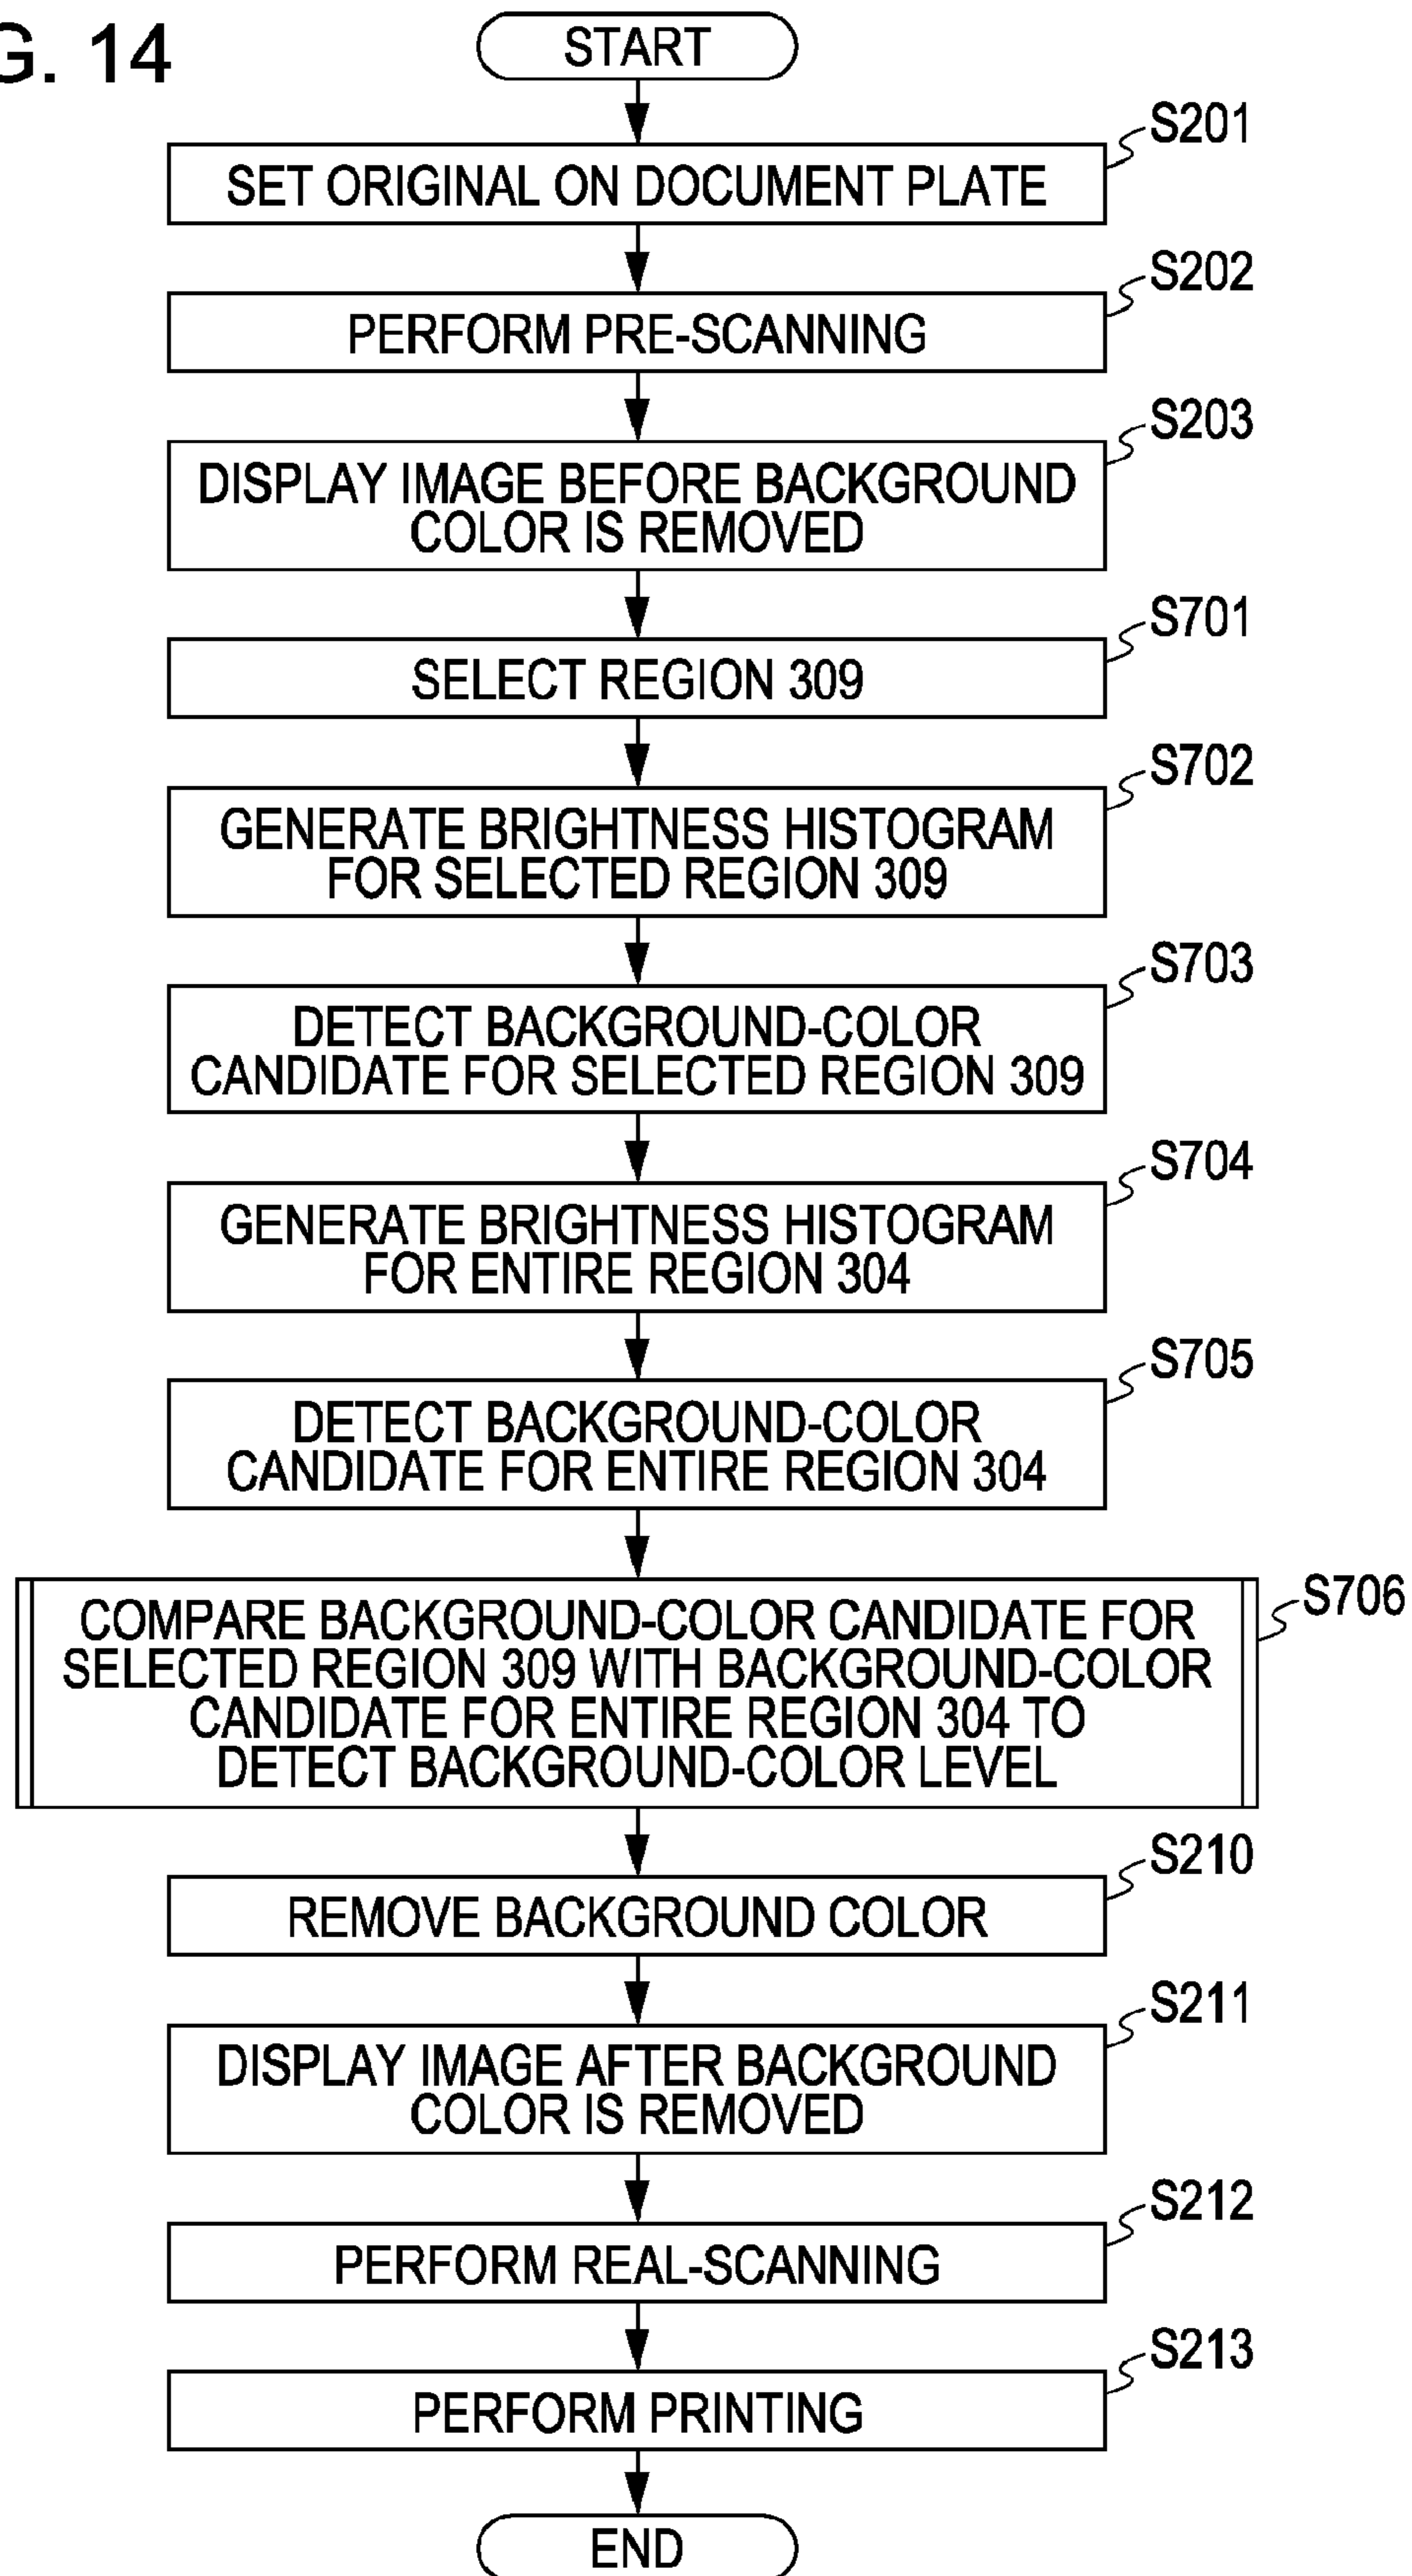 G. 14
START
S201
SET ORIGINAL ON DOCUMENT PLATE
S202
PERFORM PRE-SCANNING
S203
DISPLAY IMAGE BEFORE BACKGROUND
COLOR IS REMOVED
S701
SELECT REGION 309
S702
GENERATE BRIGHTNESS HISTOGRAM
FOR SELECTED REGION 309
S703
DETECT BACKGROUND-COLOR
CANDIDATE FOR SELECTED REGION 309
S704
GENERATE BRIGHTNESS HISTOGRAM
FOR ENTIRE REGION 304
S705
DETECT BACKGROUND-COLOR
CANDIDATE FOR ENTIRE REGION 304
S706
COMPARE BACKGROUND-COLOR CANDIDATE FOR
SELECTED REGION 309 WITH BACKGROUND-COLOR
CANDIDATE FOR ENTIRE REGION 304 TO
DETECT BACKGROUND-COLOR LEVEL
S210
REMOVE BACKGROUND COLOR
S211
DISPLAY IMAGE AFTER BACKGROUND
COLOR IS REMOVED
S212
PERFORM REAL-SCANNING
S213
PERFORM PRINTING
END